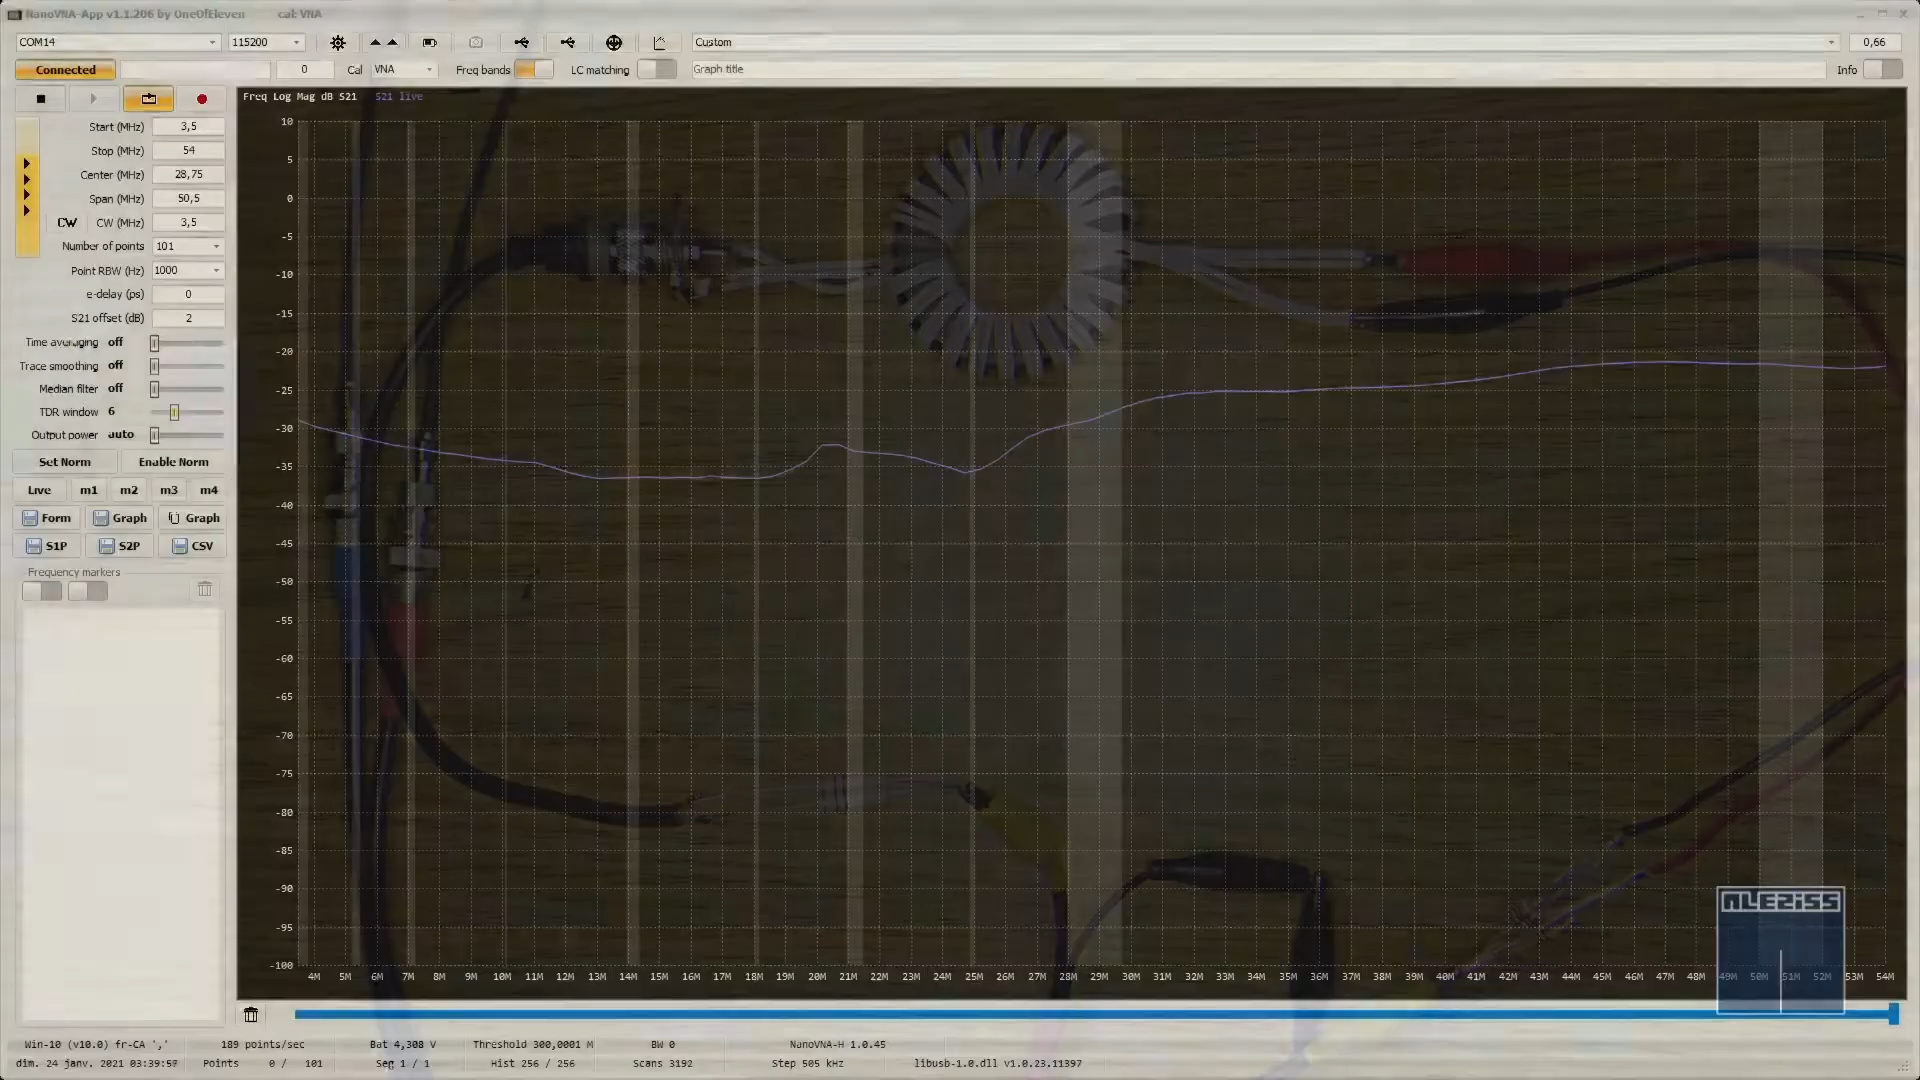 NanoVNA-App v1.1.206 by OneOfEleven cal: VNA
COM14 115200 Custom 0,66
Connected 0 Cal VNA Freq bands LC matching Graph title Info
Freq Log Mag dB S21 S21 live
Start (MHz) 3,5
Stop (MHz) 54
Center (MHz) 28,75
Span (MHz) 50,5
CW CW (MHz) 3,5
Number of points 101
Point RBW (Hz) 1000
e-delay (ps) 0
S21 offset (dB) 2
Time averaging off
Trace smoothing off
Median filter off
TDR window 6
Output power auto
Set Norm Enable Norm
Live m1 m2 m3 m4
Form Graph Graph
S1P S2P CSV
Frequency markers
10
5
0
-5
-10
-15
-20
-25
-30
-35
-40
-45
-50
-55
-60
-65
-70
-75
-80
-85
-90
-95
-100
4M 5M 6M 7M 8M 9M 10M 11M 12M 13M 14M 15M 16M 17M 18M 19M 20M 21M 22M 23M 24M 25M 26M 27M 28M 29M 30M 31M 32M 33M 34M 35M 36M 37M 38M 39M 40M 41M 42M 43M 44M 45M 46M 47M 48M 49M 50M 51M 52M 53M 54M
ALEZiSS
Win-10 (v10.0) fr-CA ',' 189 points/sec Bat 4,308 V Threshold 300,0001 M BW 0 NanoVNA-H 1.0.45
dim. 24 janv. 2021 03:39:57 Points 0 / 101 Seg 1 / 1 Hist 256 / 256 Scans 3192 Step 505 kHz libusb-1.0.dll v1.0.23.11397